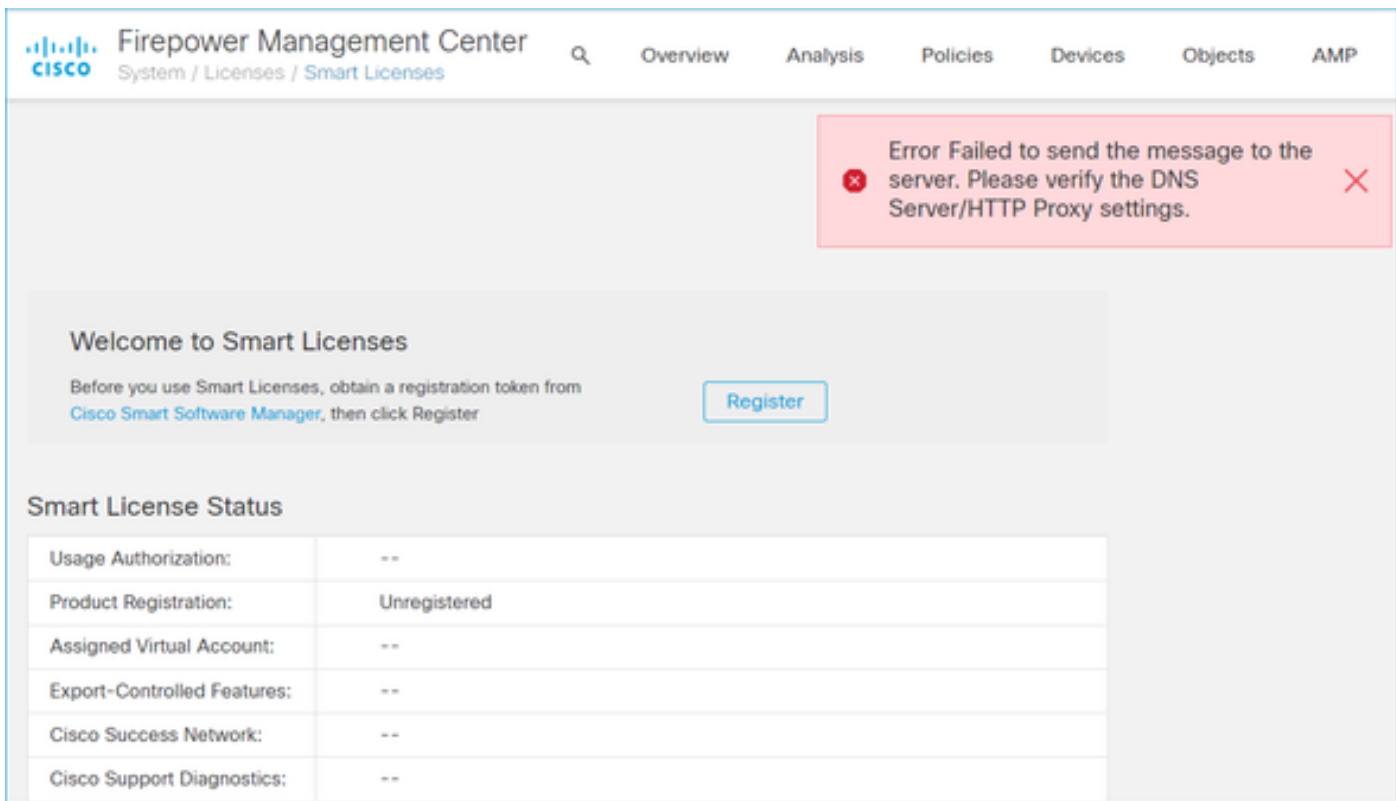 CISCO
Firepower Management Center
System / Licenses / Smart Licenses
Overview
Analysis
Policies
Devices
Objects
AMP
Error Failed to send the message to the
server. Please verify the DNS
Server/HTTP Proxy settings.
Welcome to Smart Licenses
Before you use Smart Licenses, obtain a registration token from
Cisco Smart Software Manager, then click Register
Register
Smart License Status
Usage Authorization: --
Product Registration: Unregistered
Assigned Virtual Account: --
Export-Controlled Features: --
Cisco Success Network: --
Cisco Support Diagnostics: --